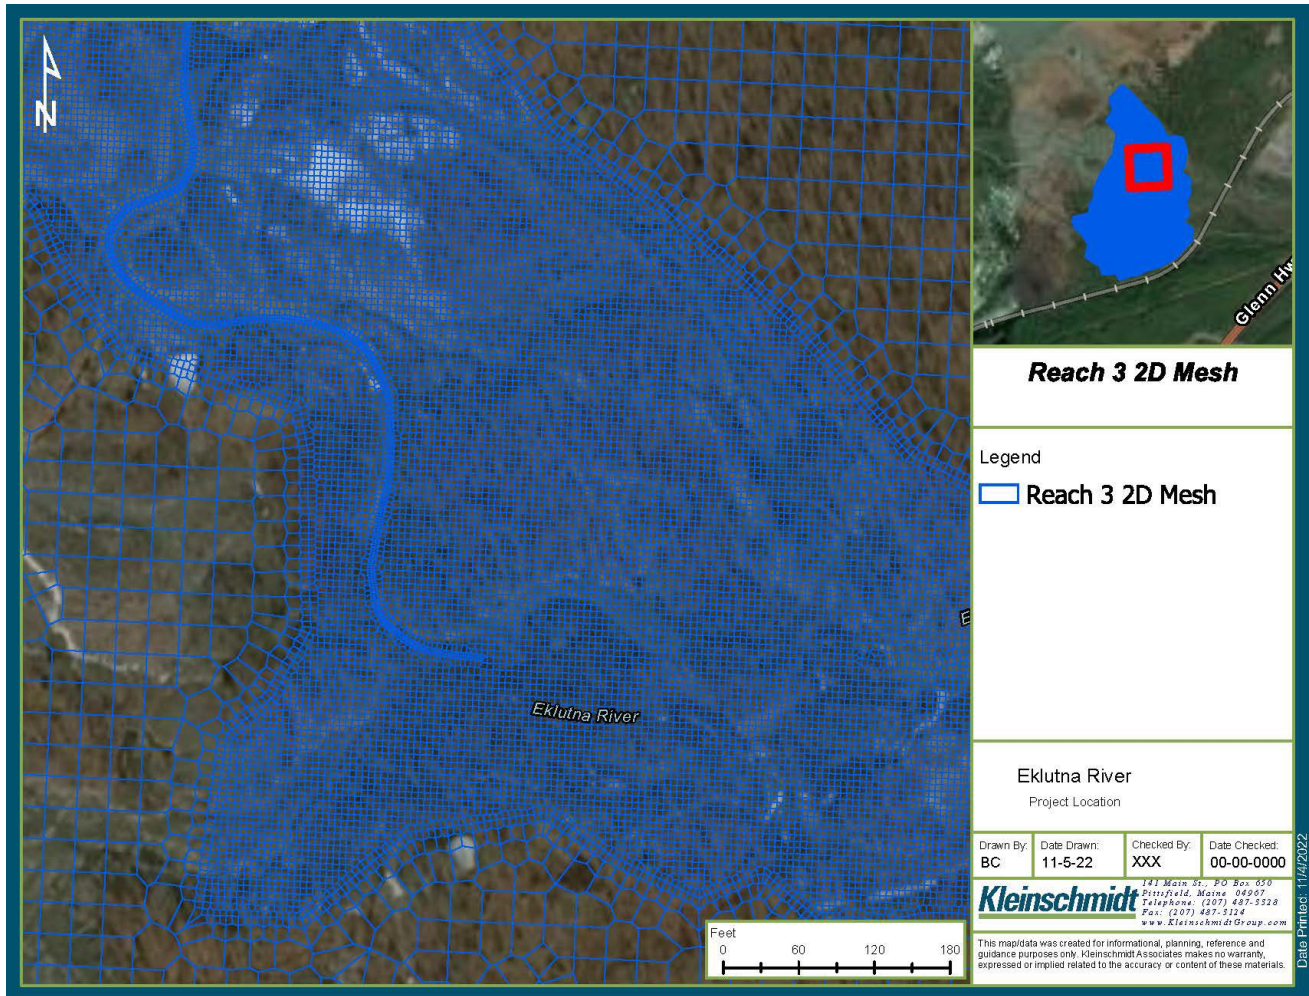 N
Eklutna River
E
Feet
0 60 120 180
Glenn Hw
Reach 3 2D Mesh
Legend
Reach 3 2D Mesh
Eklutna River
Project Location
Drawn By: Date Drawn: Checked By: Date Checked:
BC 11-5-22 XXX 00-00-0000
Kleinschmidt
141 Main St., PO Box 650
Pittsfield, Maine 04967
Telephone: (207) 487-3328
Fax: (207) 487-3124
www.KleinschmidtGroup.com
This map/data was created for informational, planning, reference and
guidance purposes only. Kleinschmidt Associates makes no warranty,
expressed or implied related to the accuracy or content of these materials.
Date Printed: 11/4/2022